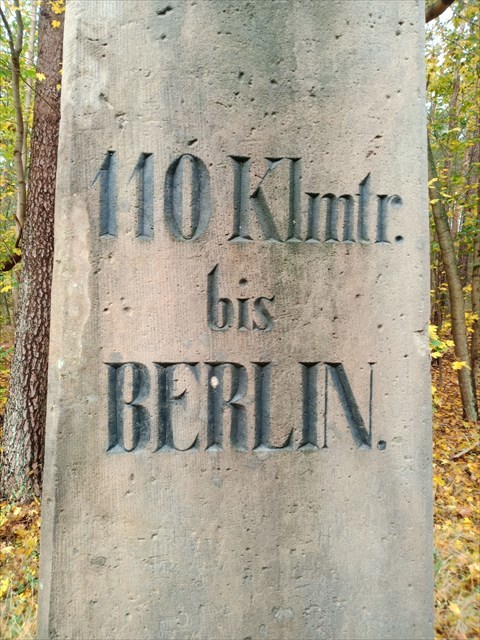 110 Klmtr.
bis
BERLIN.